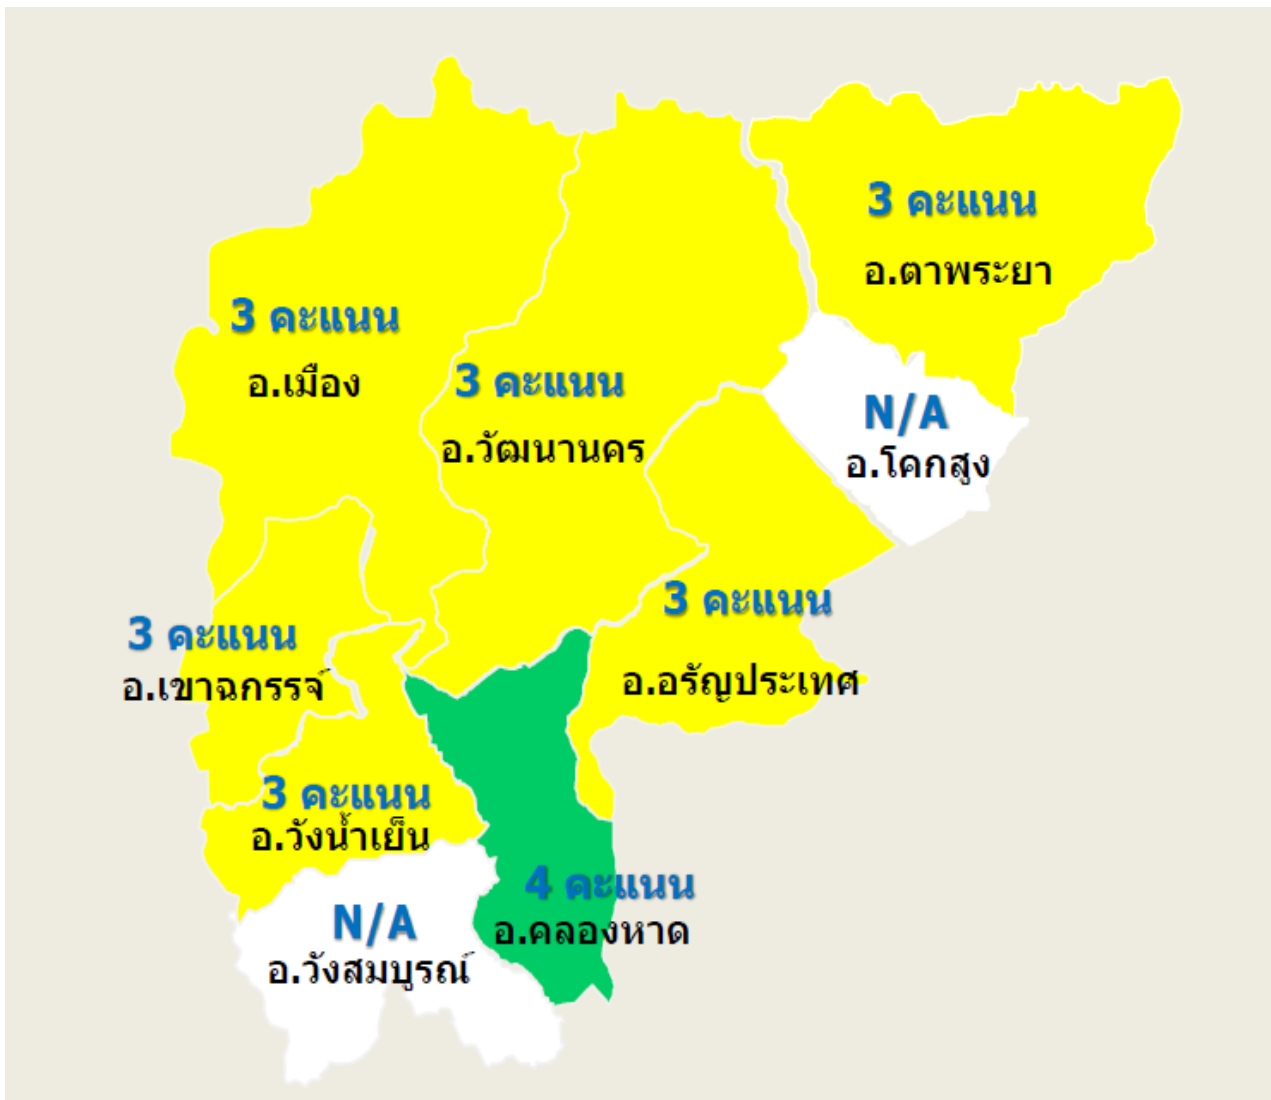 3 คะแนน
อ.ตาพระยา
3 คะแนน
อ.เมือง
3 คะแนน
อ.วัฒนานคร
N/A
อ.โคกสูง
3 คะแนน
อ.อรัญประเทศ
3 คะแนน
อ.เขาฉกรรจ์
3 คะแนน
อ.วังน้ำเย็น
4 คะแนน
อ.คลองหาด
N/A
อ.วังสมบูรณ์